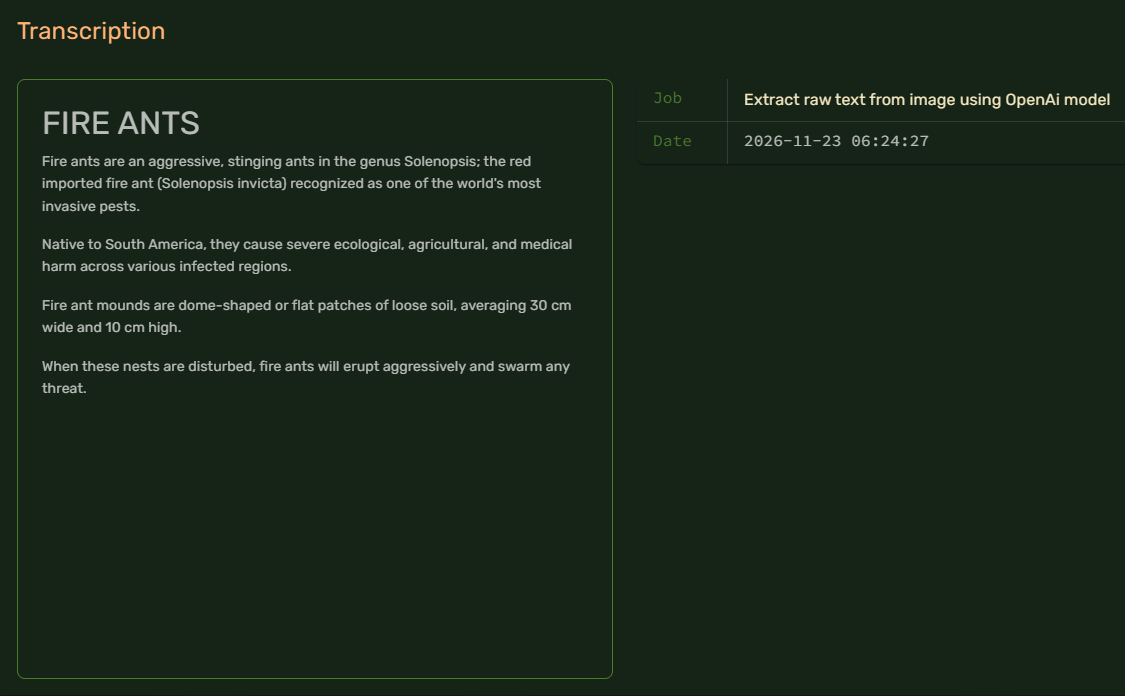 Transcription
FIRE ANTS
Fire ants are an aggressive, stinging ants in the genus Solenopsis; the red
imported fire ant (Solenopsis invicta) recognized as one of the world's most
invasive pests.
Native to South America, they cause severe ecological, agricultural, and medical
harm across various infected regions.
Fire ant mounds are dome-shaped or flat patches of loose soil, averaging 30 cm
wide and 10 cm high.
When these nests are disturbed, fire ants will erupt aggressively and swarm any
threat.
Job
Extract raw text from image using OpenAi model
Date
2026-11-23 06:24:27